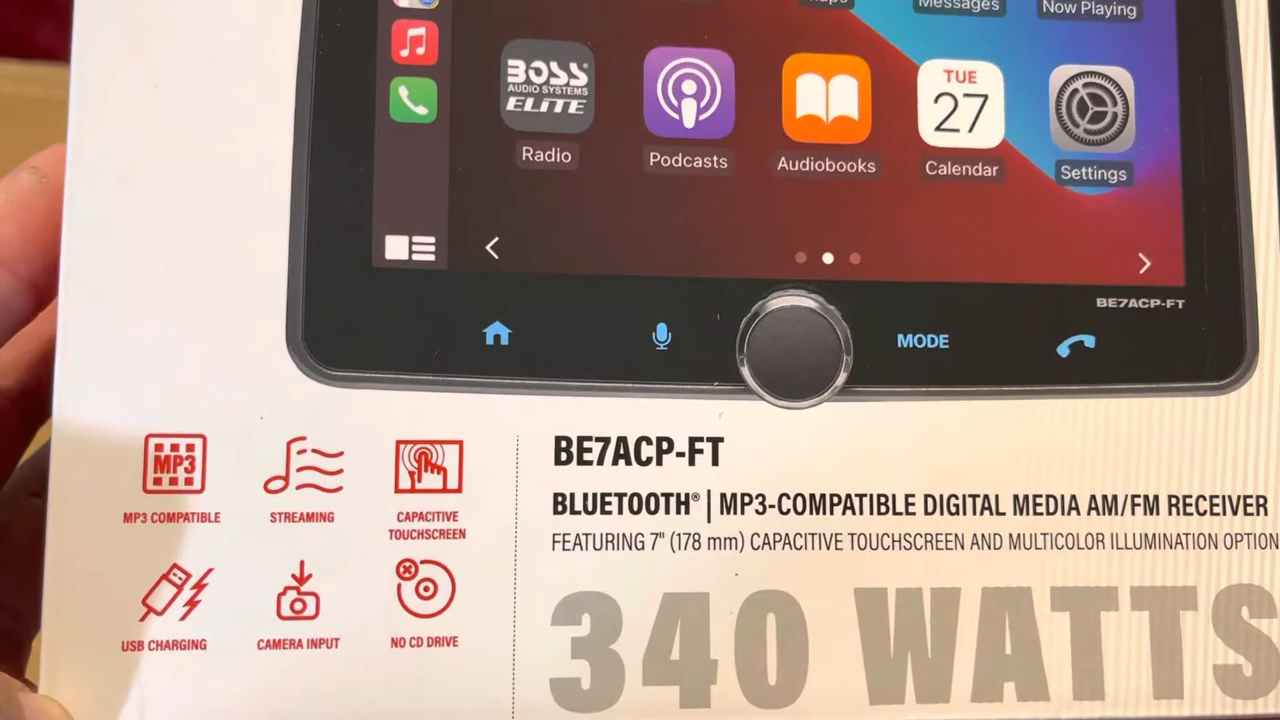 Messages
Now Playing
BOSS
AUDIO SYSTEMS
ELITE
TUE
27
Radio
Podcasts
Audiobooks
Calendar
Settings
BE7ACP-FT
MODE
BE7ACP-FT
BLUETOOTH® | MP3-COMPATIBLE DIGITAL MEDIA AM/FM RECEIVER
FEATURING 7" (178 mm) CAPACITIVE TOUCHSCREEN AND MULTICOLOR ILLUMINATION OPTION
340 WATTS
MP3
MP3 COMPATIBLE
STREAMING
CAPACITIVE
TOUCHSCREEN
USB CHARGING
CAMERA INPUT
NO CD DRIVE